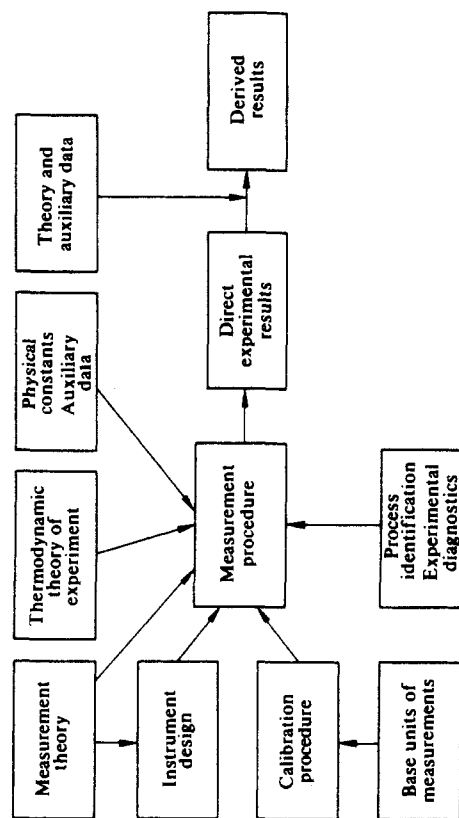 Measurement
theory
Thermodynamic
theory of
experiment
Physical
constants
Auxiliary
data
Theory and
auxiliary data
Instrument
design
Measurement
procedure
Direct
experimental
results
Derived
results
Calibration
procedure
Base units of
measurements
Process
identification
Experimental
diagnostics